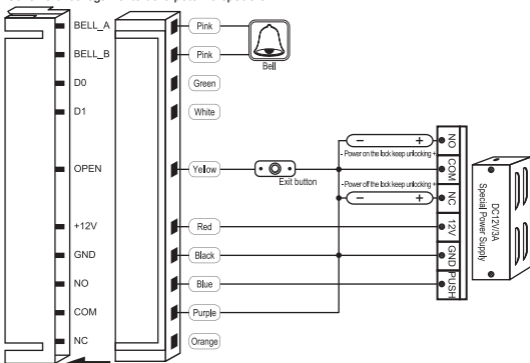 BELL_A Pink
BELL_B Pink
Bell
D0 Green
D1 White
NO
- +
- Power on the lock keep unlocking +
COM
OPEN Yellow
Exit button
- Power off the lock keep unlocking +
NC
- +
DC12V/3A
Special Power Supply
+12V Red
12V
GND Black
GND
NO Blue
PUSH
COM Purple
NC Orange